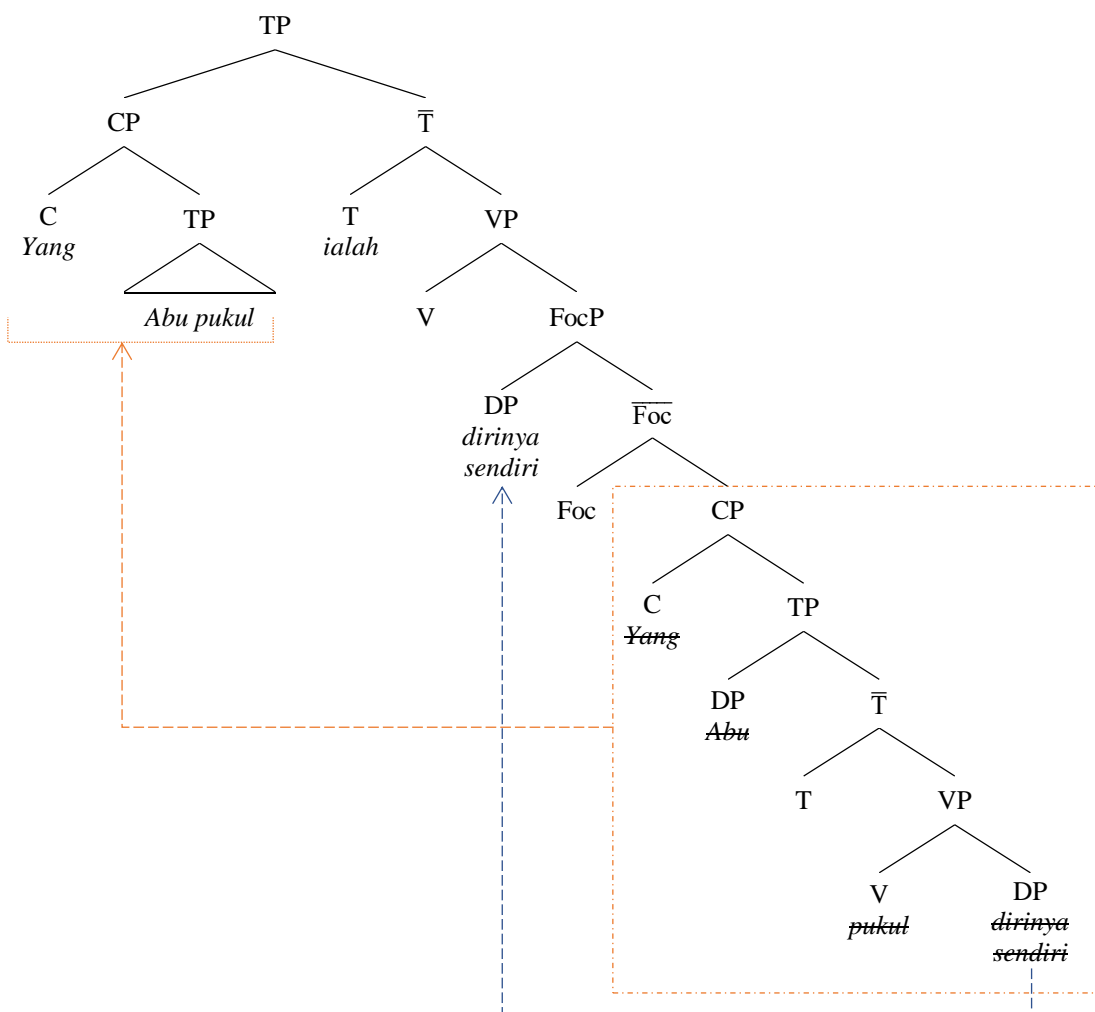 TP
CP T̅
C TP T VP
Yang ialah
Abu pukul V FocP
DP F̅o̅c̅
dirinya
sendiri
Foc CP
C TP
Yang
DP T̅
Abu
T VP
V DP
pukul dirinya
sendiri